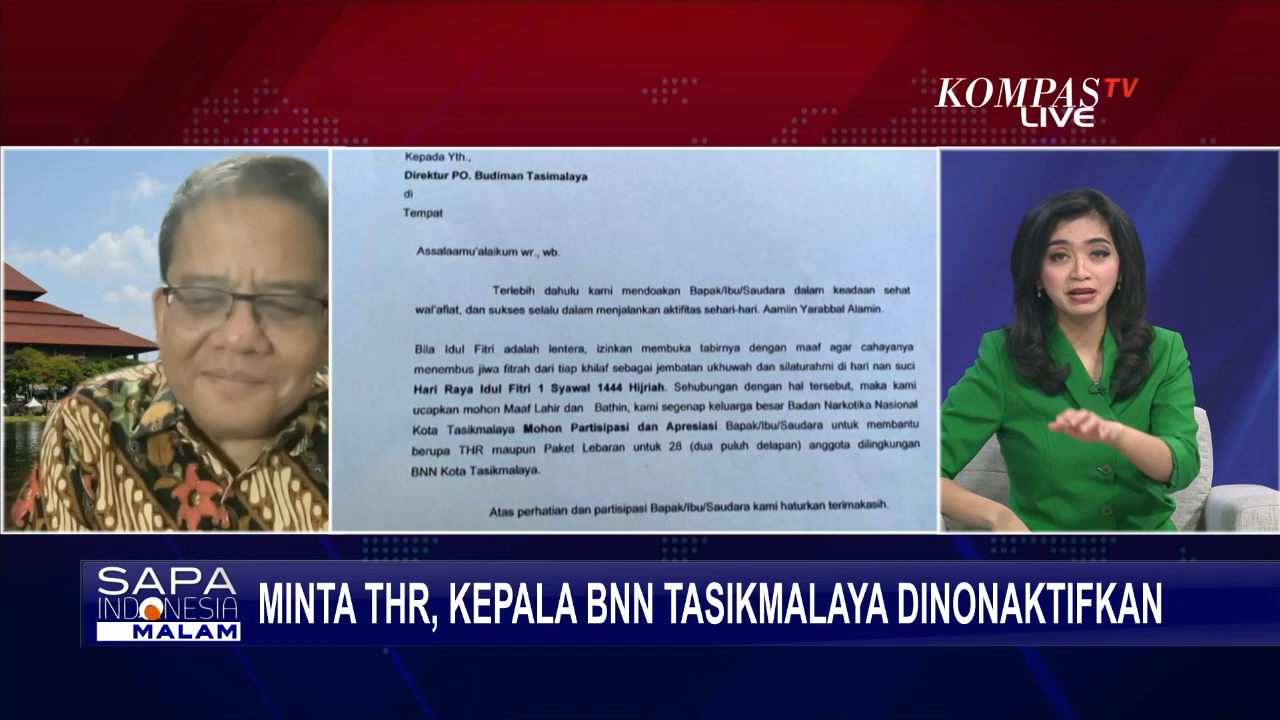 KOMPAS TV
LIVE
Kepada Yth.,
Direktur PO. Budiman Tasimalaya
di
Tempat
Assalaamu'alaikum wr., wb.
Terlebih dahulu kami mendoakan Bapak/Ibu/Saudara dalam keadaan sehat
wal'afiat, dan sukses selalu dalam menjalankan aktifitas sehari-hari. Aamiin Yarabbal Alamin.
Bila Idul Fitri adalah lentera, izinkan membuka tabirnya dengan maaf agar cahayanya
menembus jiwa fitrah dari tiap khilaf sebagai jembatan ukhuwah dan silaturahmi di hari nan suci
Hari Raya Idul Fitri 1 Syawal 1444 Hijriah. Sehubungan dengan hal tersebut, maka kami
ucapkan mohon Maaf Lahir dan Bathin, kami segenap keluarga besar Badan Narkotika Nasional
Kota Tasikmalaya Mohon Partisipasi dan Apresiasi Bapak/Ibu/Saudara untuk membantu
berupa THR maupun Paket Lebaran untuk 28 (dua puluh delapan) anggota dilingkungan
BNN Kota Tasikmalaya.
Atas perhatian dan partisipasi Bapak/Ibu/Saudara kami haturkan terimakasih.
SAPA
INDONESIA
MALAM
MINTA THR, KEPALA BNN TASIKMALAYA DINONAKTIFKAN